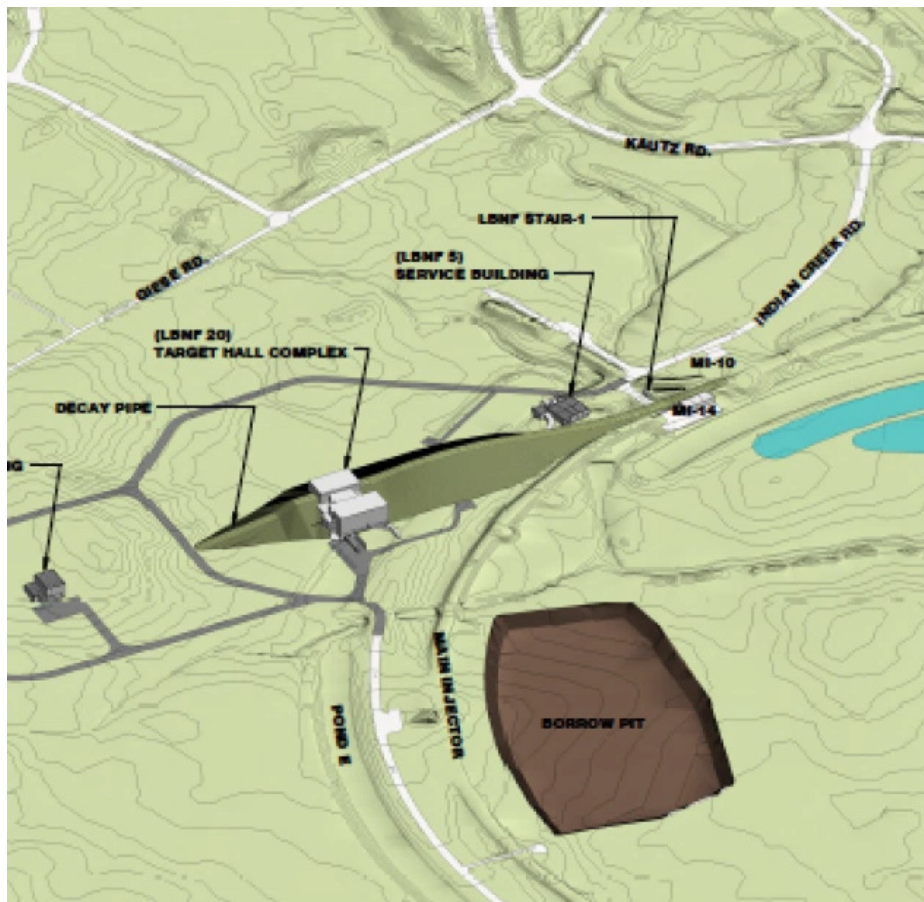 KAUTZ RD.
LBNF STAIR-1
INDIAN CREEK RD.
(LBNF 5)
SERVICE BUILDING
GIESE RD.
(LBNF 20)
TARGET HALL COMPLEX
MI-10
DECAY PIPE
MI-14
NG
MAIN INJECTOR
POND E
BORROW PIT